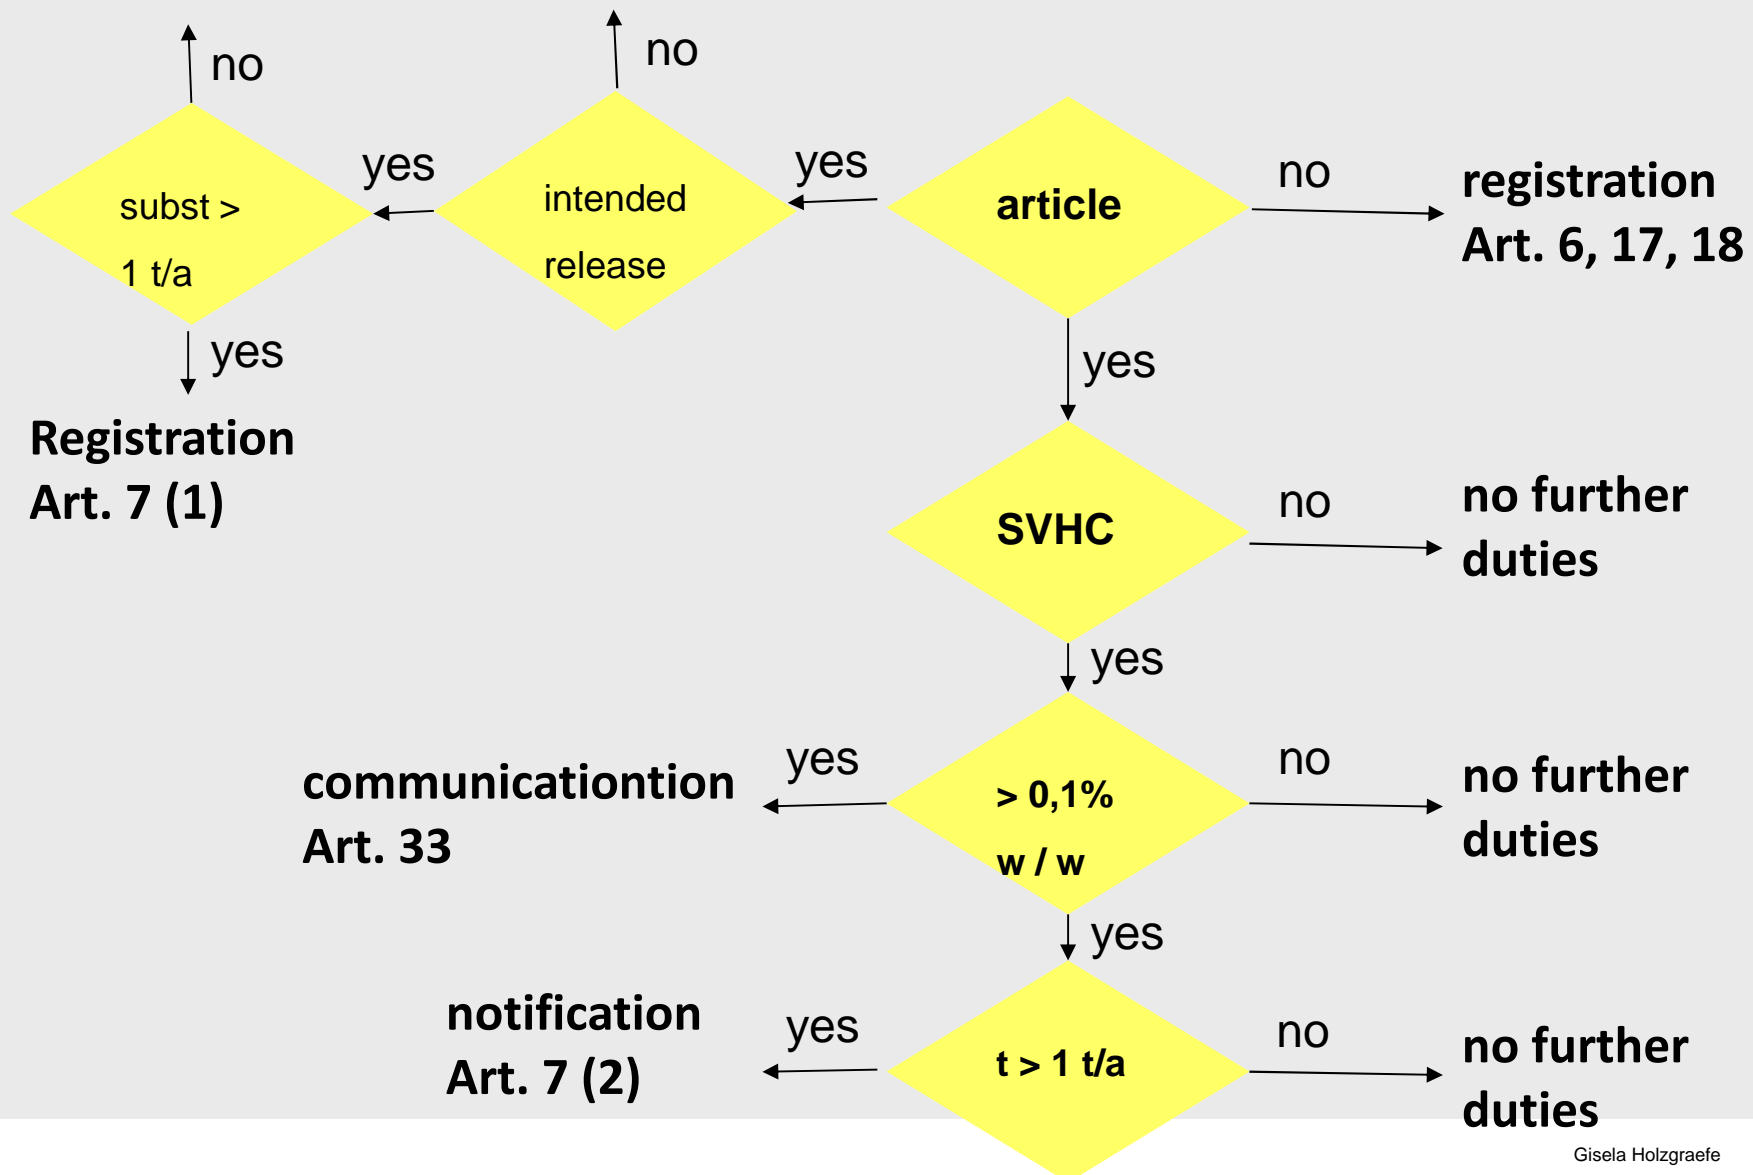 no
no
yes
yes
no
subst >
1 t/a
intended
release
article
registration
Art. 6, 17, 18
yes
yes
Registration
Art. 7 (1)
SVHC
no
no further
duties
yes
communicationtion
Art. 33
yes
> 0,1%
w / w
no
no further
duties
yes
notification
Art. 7 (2)
yes
t > 1 t/a
no
no further
duties
Gisela Holzgraefe